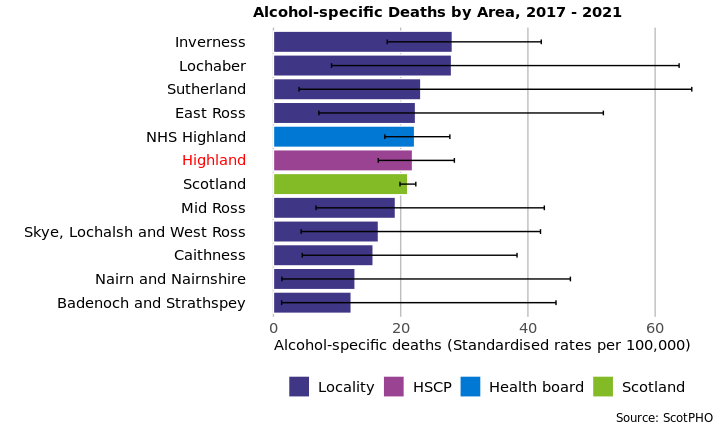 Alcohol-specific Deaths by Area, 2017 - 2021
Inverness
Lochaber
Sutherland
East Ross
NHS Highland
Highland
Scotland
Mid Ross
Skye, Lochalsh and West Ross
Caithness
Nairn and Nairnshire
Badenoch and Strathspey
0 20 40 60
Alcohol-specific deaths (Standardised rates per 100,000)
Locality HSCP Health board Scotland
Source: ScotPHO